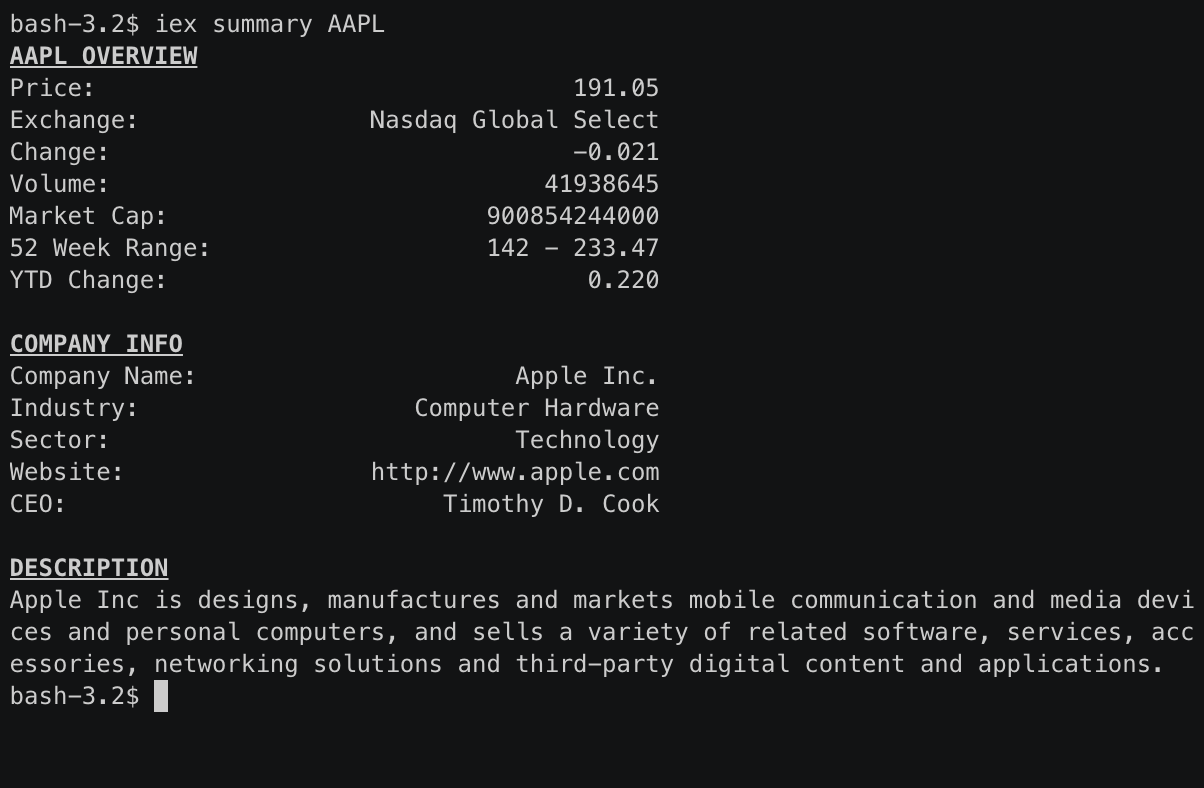 bash-3.2$ iex summary AAPL
AAPL OVERVIEW
Price: 191.05
Exchange: Nasdaq Global Select
Change: -0.021
Volume: 41938645
Market Cap: 900854244000
52 Week Range: 142 - 233.47
YTD Change: 0.220
COMPANY INFO
Company Name: Apple Inc.
Industry: Computer Hardware
Sector: Technology
Website: http://www.apple.com
CEO: Timothy D. Cook
DESCRIPTION
Apple Inc is designs, manufactures and markets mobile communication and media devi
ces and personal computers, and sells a variety of related software, services, acc
essories, networking solutions and third-party digital content and applications.
bash-3.2$